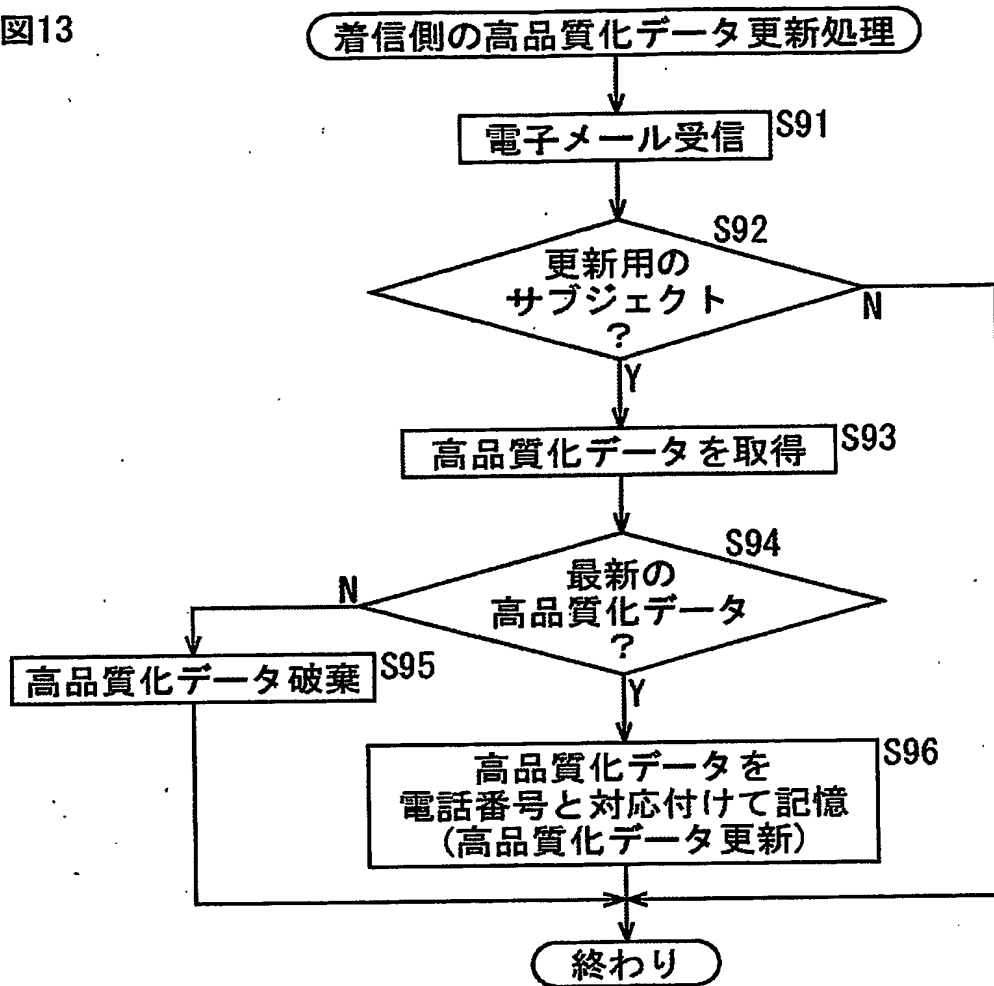 図13
着信側の高品質化データ更新処理
電子メール受信
S91
S92
更新用の
サブジェクト
?
N
Y
高品質化データを取得
S93
S94
最新の
高品質化データ
?
N
Y
高品質化データ破棄
S95
高品質化データを
電話番号と対応付けて記憶
(高品質化データ更新)
S96
終わり